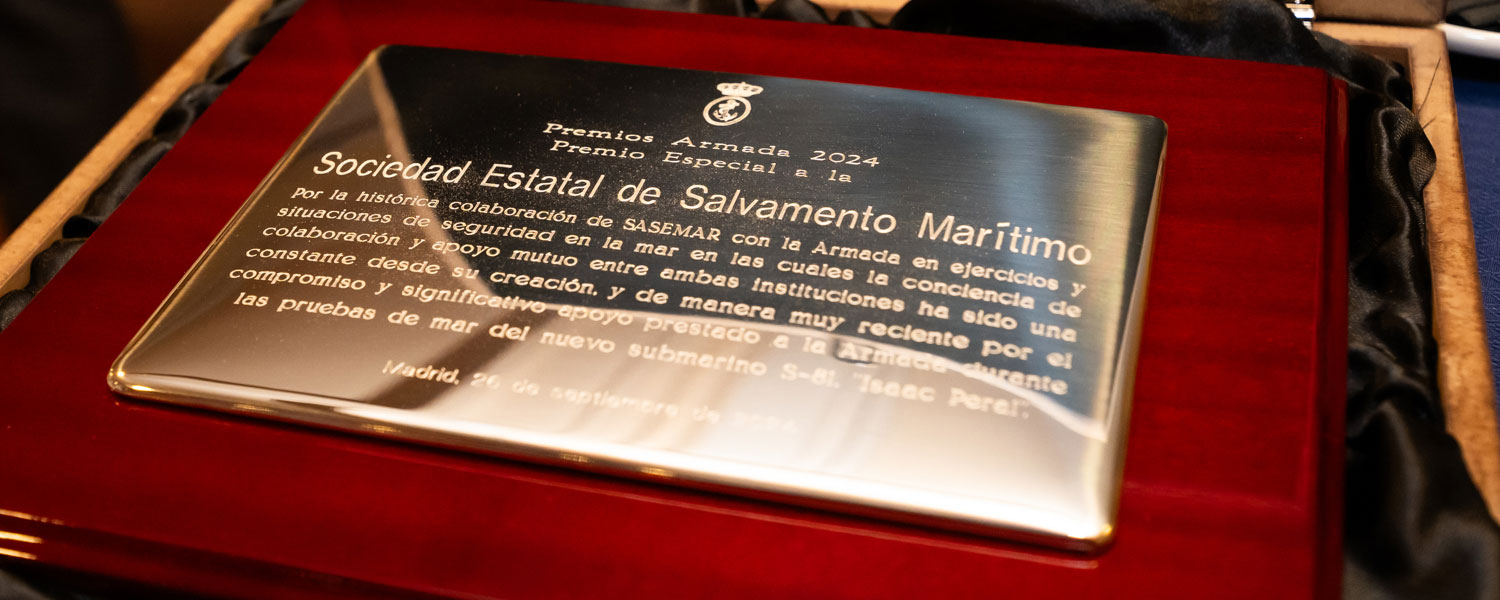 Premios Armada 2024
Premio Especial a la
Sociedad Estatal de Salvamento Marítimo
Por la histórica colaboración de SASEMAR con la Armada en ejercicios y
situaciones de seguridad en la mar en las cuales la conciencia de
colaboración y apoyo mutuo entre ambas instituciones ha sido una
constante desde su creación, y de manera muy reciente por el
compromiso y significativo apoyo prestado a la Armada durante
las pruebas de mar del nuevo submarino S-81, "Isaac Peral".
Madrid, 26 de septiembre de 2024